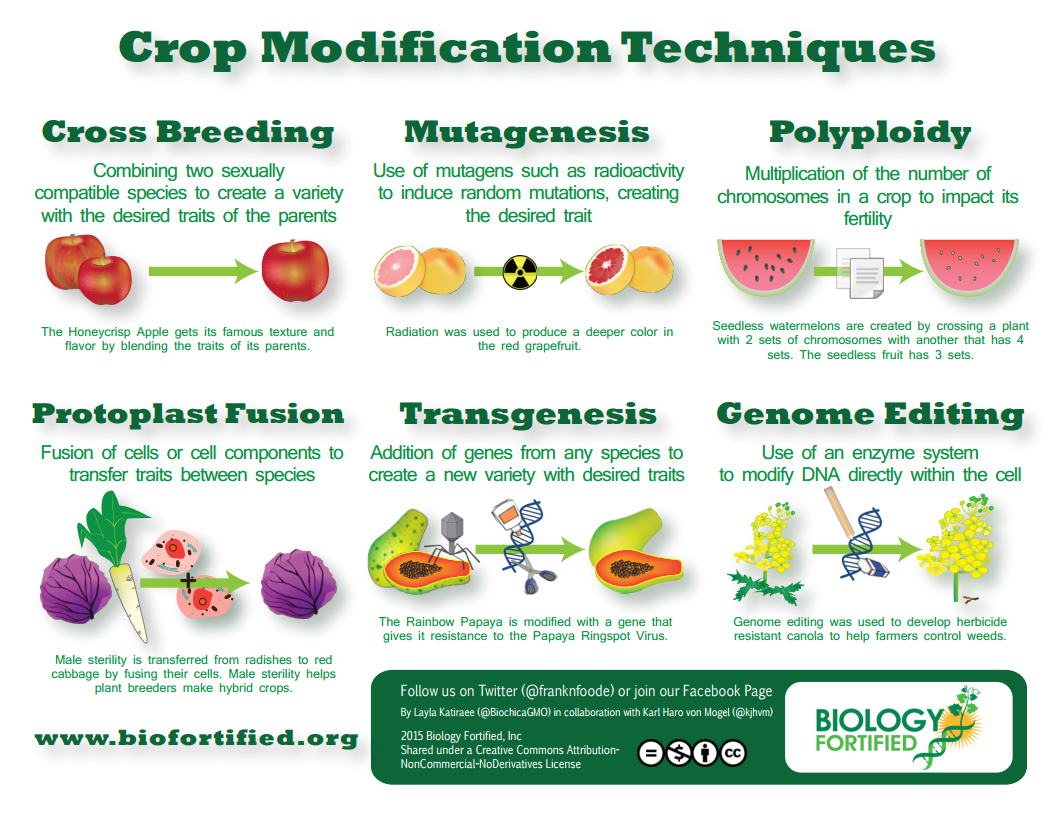 Crop Modification Techniques
Cross Breeding
Combining two sexually
compatible species to create a variety
with the desired traits of the parents
The Honeycrisp Apple gets its famous texture and
flavor by blending the traits of its parents.
Mutagenesis
Use of mutagens such as radioactivity
to induce random mutations, creating
the desired trait
Radiation was used to produce a deeper color in
the red grapefruit.
Polyploidy
Multiplication of the number of
chromosomes in a crop to impact its
fertility
Seedless watermelons are created by crossing a plant
with 2 sets of chromosomes with another that has 4
sets. The seedless fruit has 3 sets.
Protoplast Fusion
Fusion of cells or cell components to
transfer traits between species
Male sterility is transferred from radishes to red
cabbage by fusing their cells. Male sterility helps
plant breeders make hybrid crops.
Transgenesis
Addition of genes from any species to
create a new variety with desired traits
The Rainbow Papaya is modified with a gene that
gives it resistance to the Papaya Ringspot Virus.
Genome Editing
Use of an enzyme system
to modify DNA directly within the cell
Genome editing was used to develop herbicide
resistant canola to help farmers control weeds.
www.biofortified.org
Follow us on Twitter (@franknfoode) or join our Facebook Page
By Layla Katiraee (@BiochicaGMO) in collaboration with Karl Haro von Mogel (@kjhvm)
2015 Biology Fortified, Inc
Shared under a Creative Commons Attribution-
NonCommercial-NoDerivatives License
= $ cc
BIOLOGY
FORTIFIED